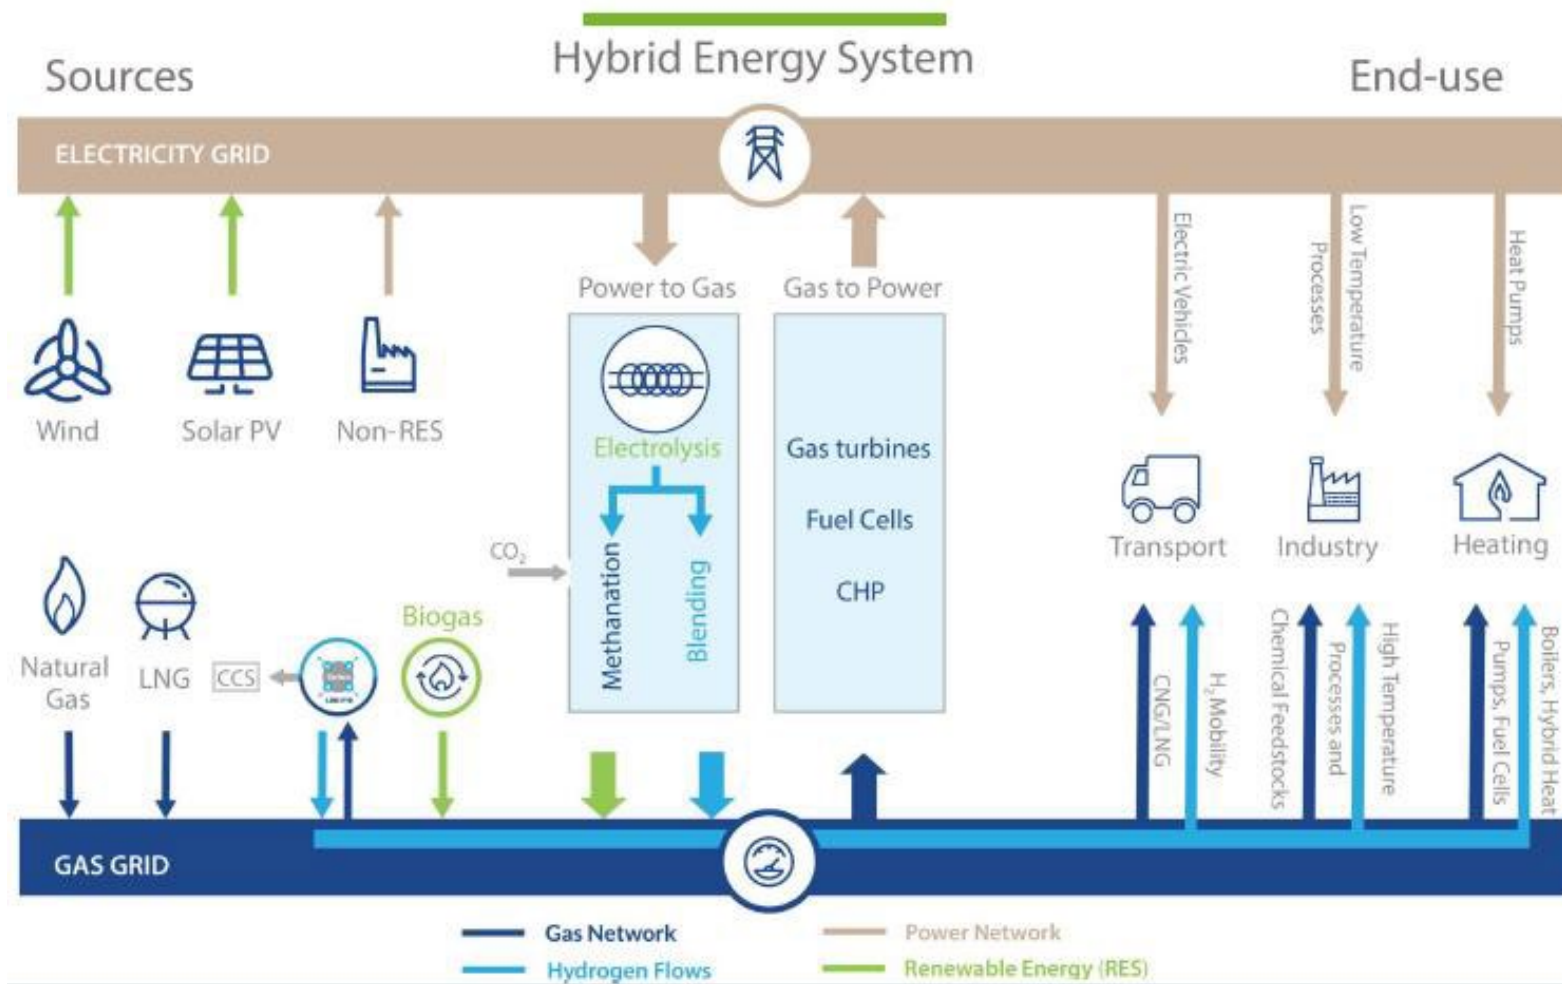 Hybrid Energy System
Sources
End-use
ELECTRICITY GRID
Power to Gas
Gas to Power
Electric Vehicles
Low Temperature
Processes
Heat Pumps
Wind
Solar PV
Non-RES
Electrolysis
Methanation
Blending
CO₂
Gas turbines
Fuel Cells
CHP
Transport
Industry
Heating
Natural
Gas
LNG
CCS
Biogas
CNG/LNG
H₂ Mobility
Chemical Feedstocks
Processes and
High Temperature
Pumps, Fuel Cells
Boilers, Hybrid Heat
GAS GRID
Gas Network
Power Network
Hydrogen Flows
Renewable Energy (RES)